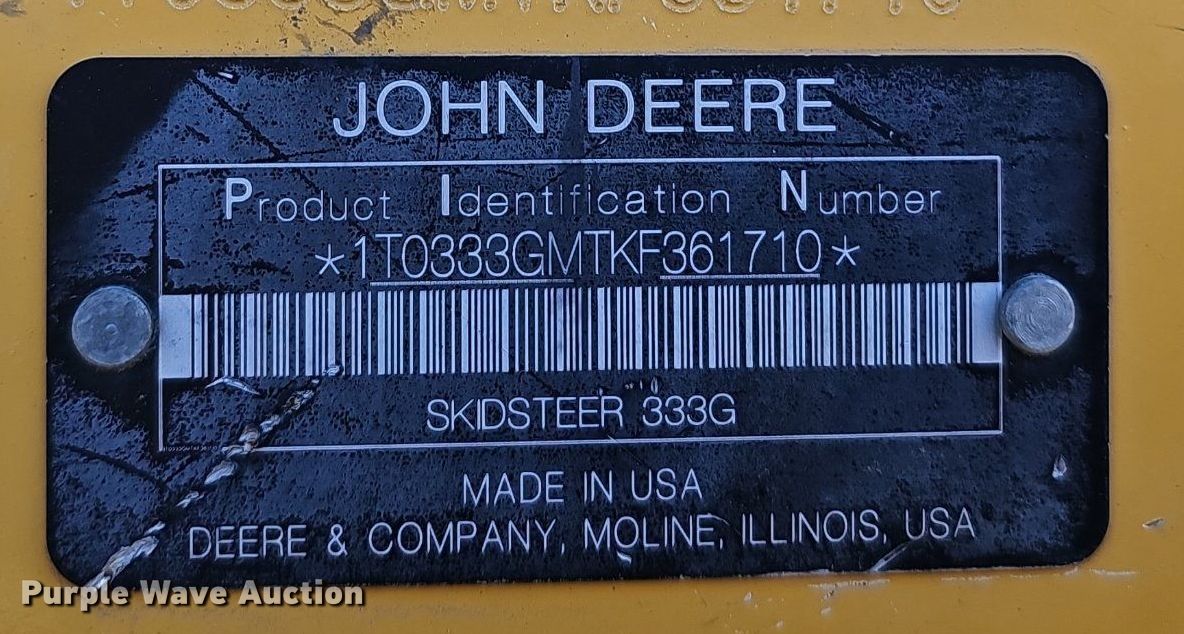 JOHN DEERE
Product Identification Number
*1T0333GMTKF361710*
SKIDSTEER 333G
MADE IN USA
DEERE & COMPANY, MOLINE, ILLINOIS, USA
Purple Wave Auction